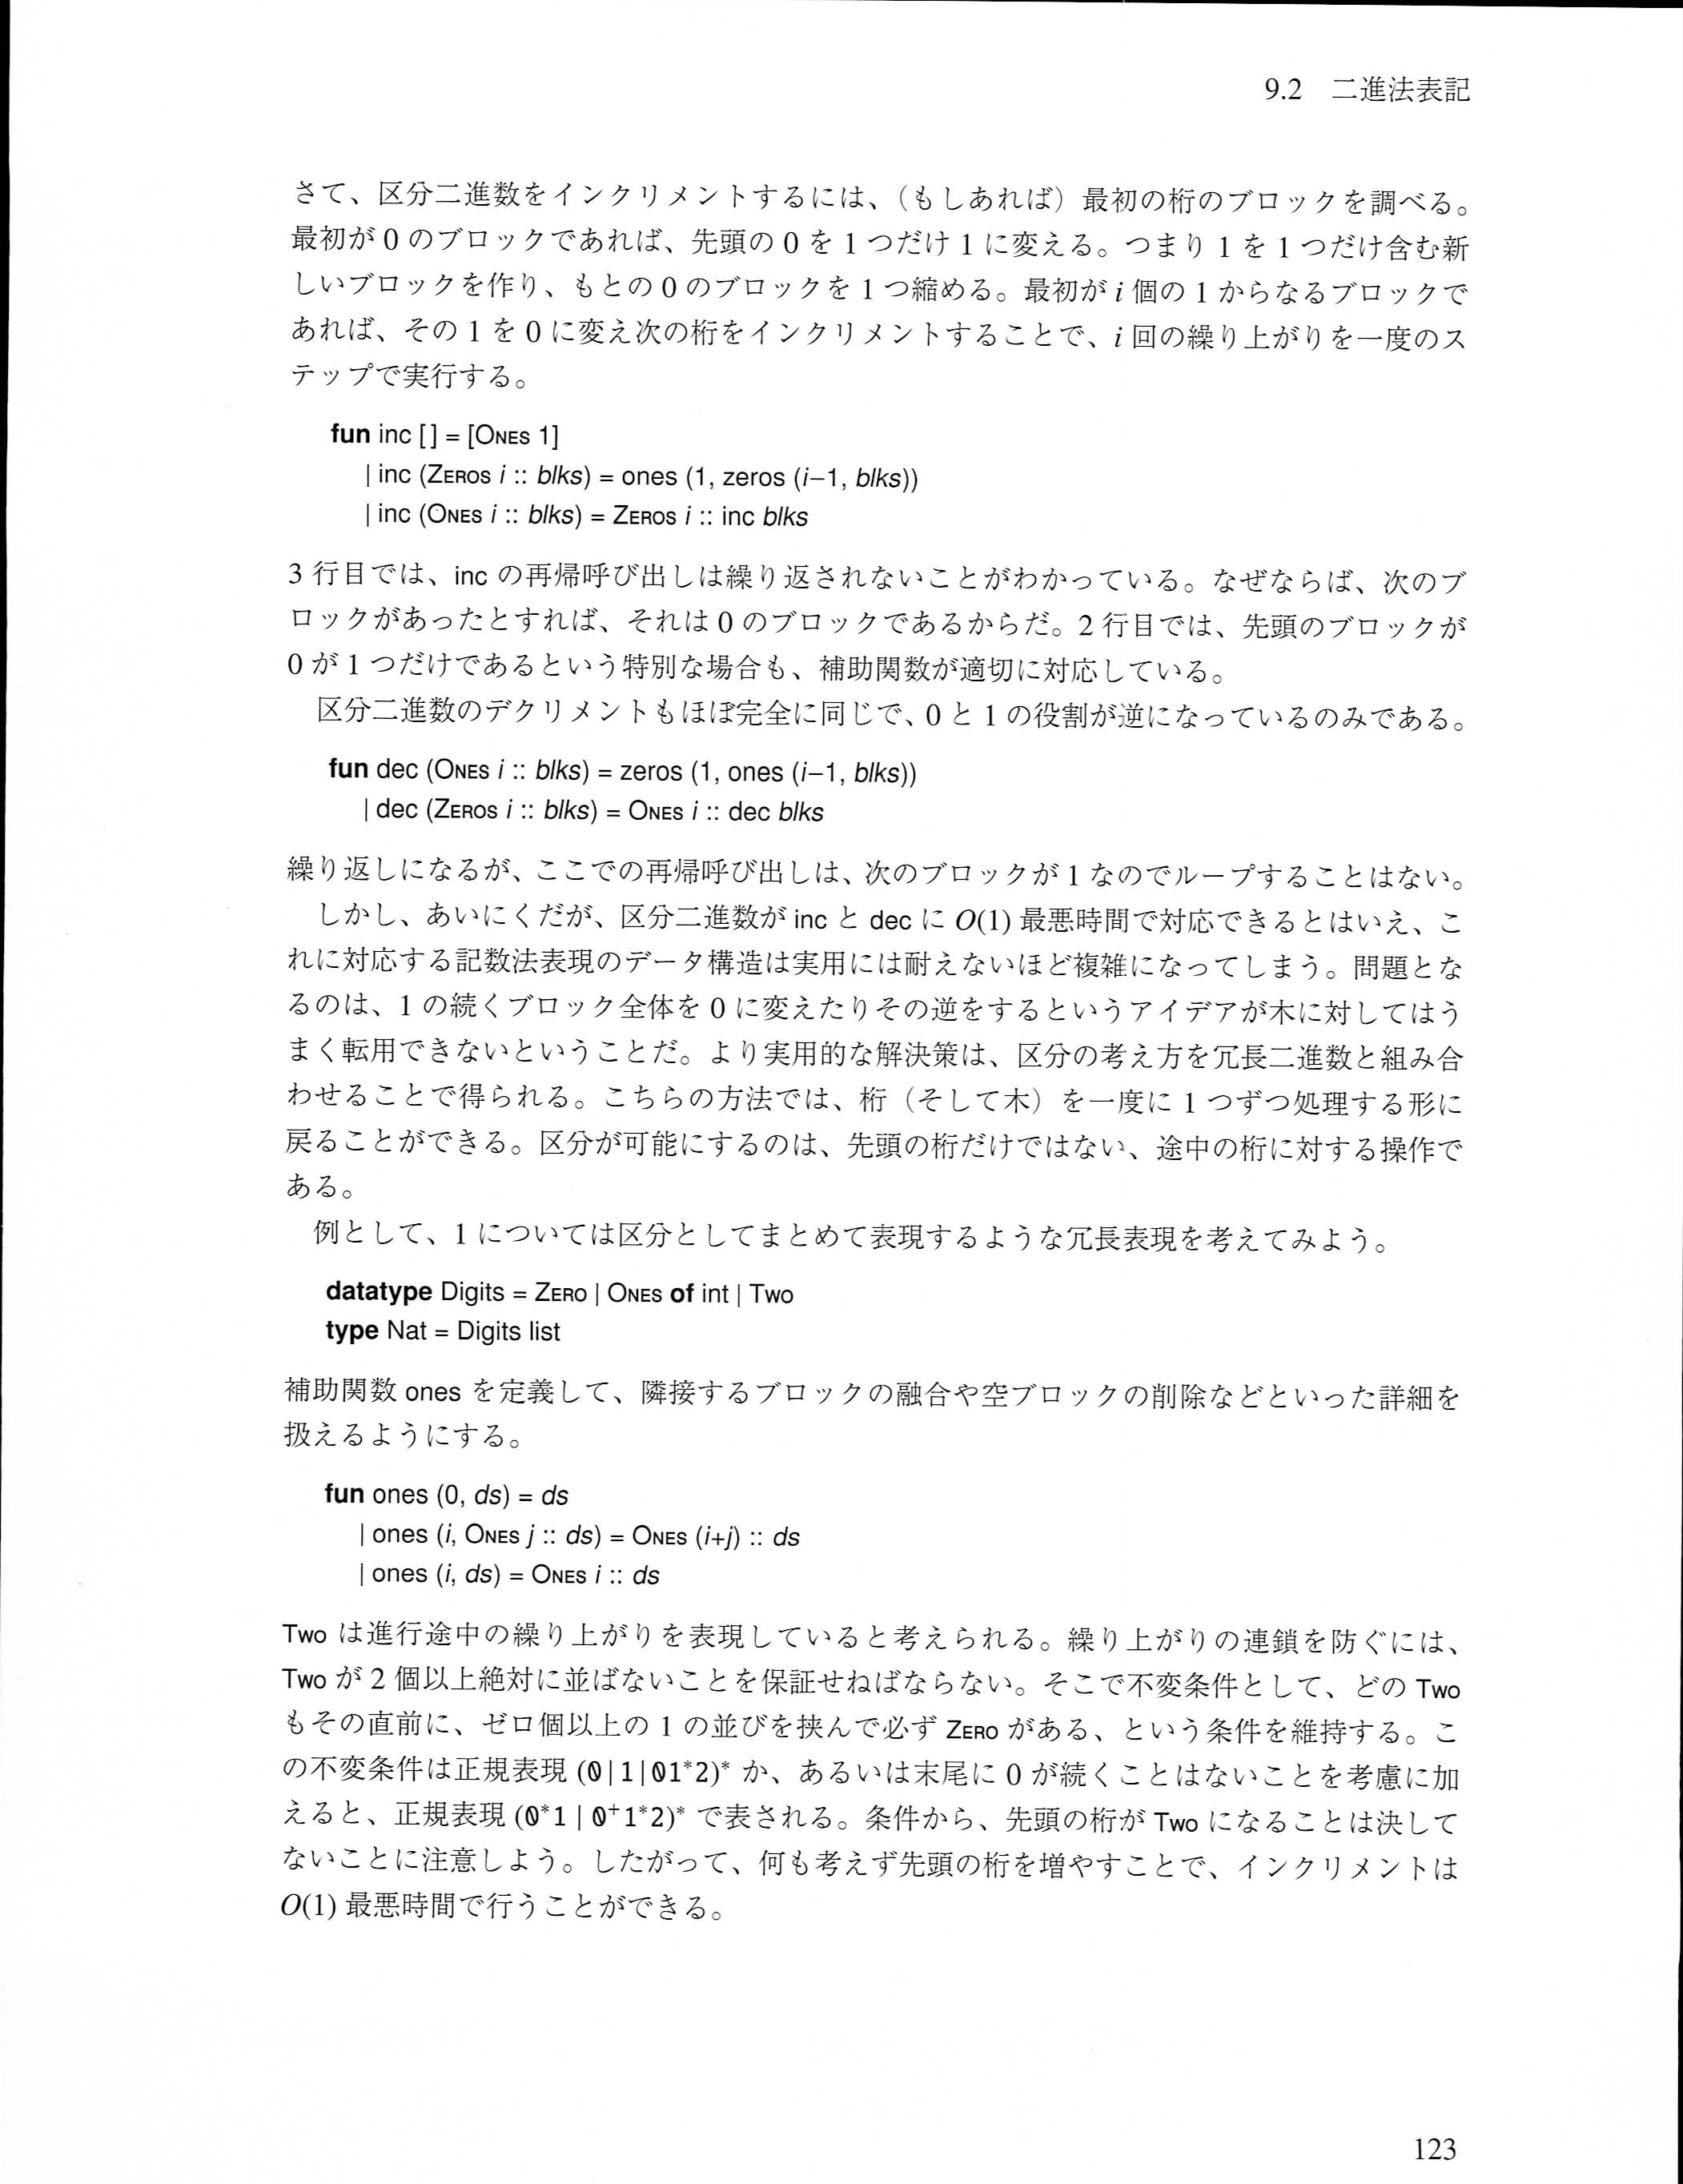 9.2 二進法表記
さて、区分二進数をインクリメントするには、（もしあれば）最初の桁のブロックを調べる。
最初が 0 のブロックであれば、先頭の 0 を 1 つだけ 1 に変える。つまり 1 を 1 つだけ含む新
しいブロックを作り、もとの 0 のブロックを 1 つ縮める。最初が i 個の 1 からなるブロックで
あれば、その 1 を 0 に変え次の桁をインクリメントすることで、i 回の繰り上がりを一度のス
テップで実行する。
fun inc [] = [ONES 1]
| inc (ZEROS i :: blks) = ones (1, zeros (i−1, blks))
| inc (ONES i :: blks) = ZEROS i :: inc blks
3 行目では、inc の再帰呼び出しは繰り返されないことがわかっている。なぜならば、次のブ
ロックがあったとすれば、それは 0 のブロックであるからだ。2 行目では、先頭のブロックが
0 が 1 つだけであるという特別な場合も、補助関数が適切に対応している。
区分二進数のデクリメントもほぼ完全に同じで、0 と 1 の役割が逆になっているのみである。
fun dec (ONES i :: blks) = zeros (1, ones (i−1, blks))
| dec (ZEROS i :: blks) = ONES i :: dec blks
繰り返しになるが、ここでの再帰呼び出しは、次のブロックが 1 なのでループすることはない。
しかし、あいにくだが、区分二進数が inc と dec に O(1) 最悪時間で対応できるとはいえ、こ
れに対応する記数法表現のデータ構造は実用には耐えないほど複雑になってしまう。問題とな
るのは、1 の続くブロック全体を 0 に変えたりその逆をするというアイデアが木に対してはう
まく転用できないということだ。より実用的な解決策は、区分の考え方を冗長二進数と組み合
わせることで得られる。こちらの方法では、桁（そして木）を一度に 1 つずつ処理する形に
戻ることができる。区分が可能にするのは、先頭の桁だけではない、途中の桁に対する操作で
ある。
例として、1 については区分としてまとめて表現するような冗長表現を考えてみよう。
datatype Digits = ZERO | ONES of int | TWO
type Nat = Digits list
補助関数 ones を定義して、隣接するブロックの融合や空ブロックの削除などといった詳細を
扱えるようにする。
fun ones (0, ds) = ds
| ones (i, ONES j :: ds) = ONES (i+j) :: ds
| ones (i, ds) = ONES i :: ds
TWO は進行途中の繰り上がりを表現していると考えられる。繰り上がりの連鎖を防ぐには、
TWO が 2 個以上絶対に並ばないことを保証せねばならない。そこで不変条件として、どの TWO
もその直前に、ゼロ個以上の 1 の並びを挟んで必ず ZERO がある、という条件を維持する。こ
の不変条件は正規表現 (0|1|01*2)* か、あるいは末尾に 0 が続くことはないことを考慮に加
えると、正規表現 (0*1 | 0⁺1*2)* で表される。条件から、先頭の桁が TWO になることは決して
ないことに注意しよう。したがって、何も考えず先頭の桁を増やすことで、インクリメントは
O(1) 最悪時間で行うことができる。
123